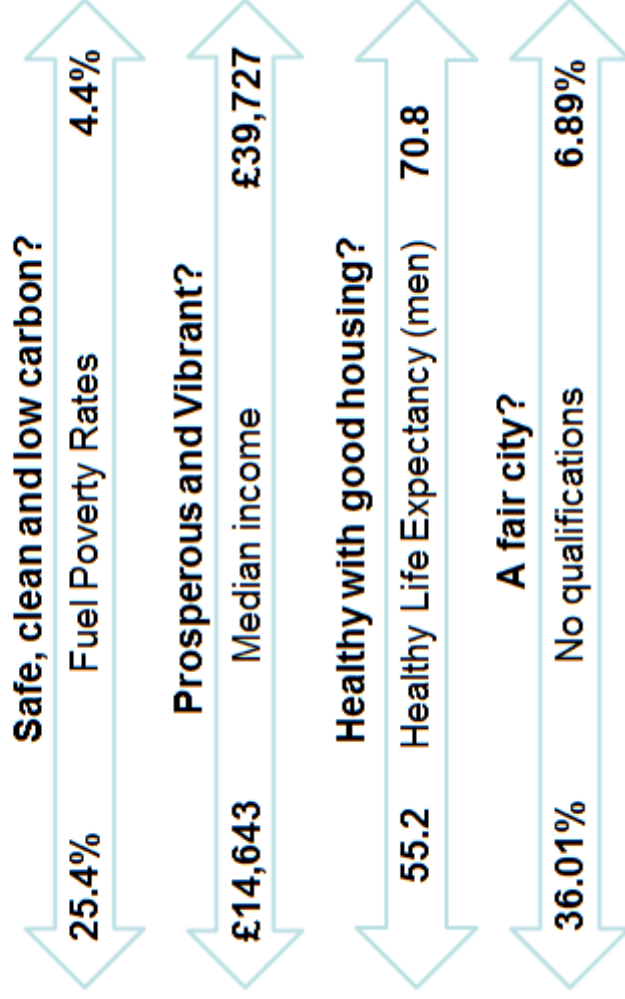 Safe, clean and low carbon?
25.4% Fuel Poverty Rates 4.4%
Prosperous and Vibrant?
£14,643 Median income £39,727
Healthy with good housing?
55.2 Healthy Life Expectancy (men) 70.8
A fair city?
36.01% No qualifications 6.89%